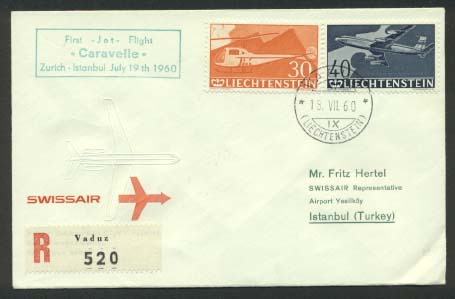 First - Jet - Flight
- Caravelle -
Zurich - Istanbul July 19th 1960
30
LIECHTENSTEIN
40
LIECHTENSTEIN
18. VII. 60
IX
(LIECHTENSTEIN)
SWISSAIR
Mr. Fritz Hertel
SWISSAIR Representative
Airport Yesilköy
Istanbul (Turkey)
R
Vaduz
520